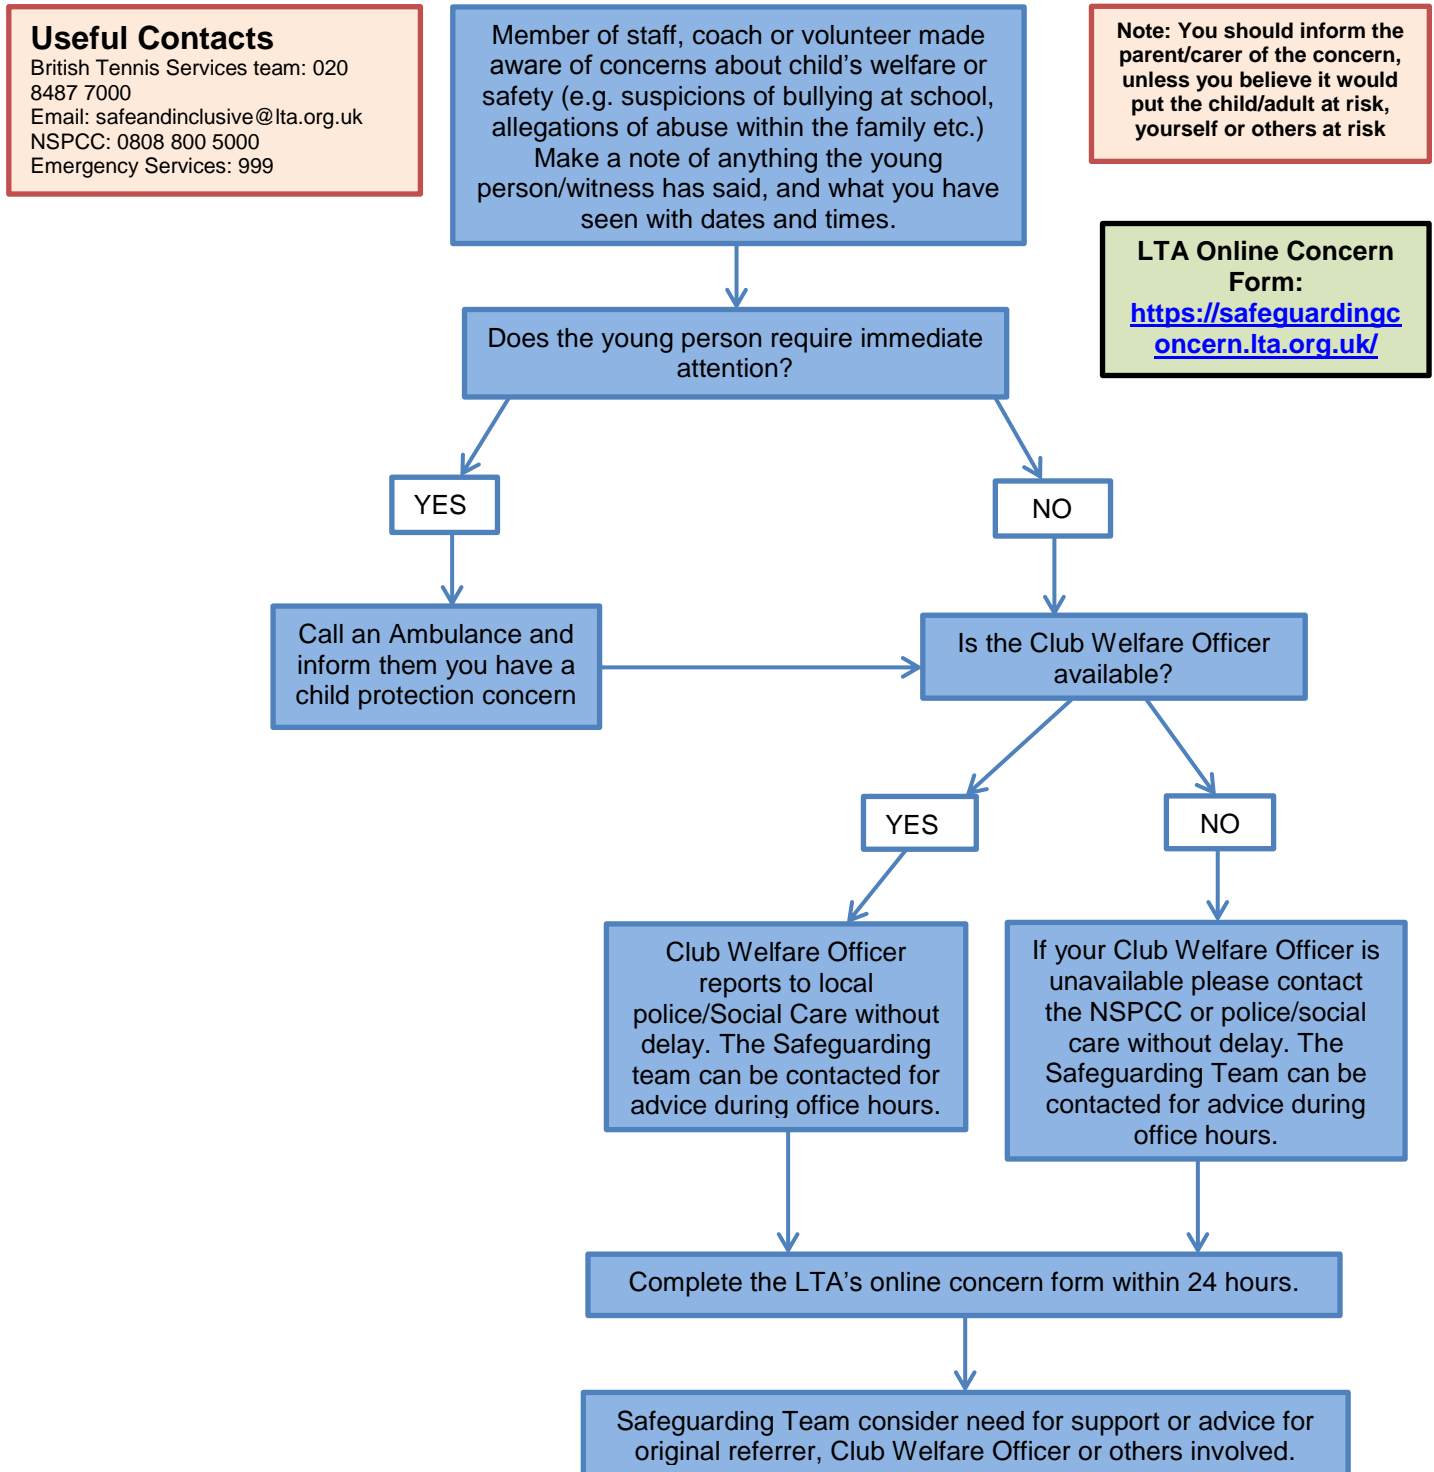 Useful Contacts
British Tennis Services team: 020
8487 7000
Email: safeandinclusive@lta.org.uk
NSPCC: 0808 800 5000
Emergency Services: 999
Member of staff, coach or volunteer made
aware of concerns about child's welfare or
safety (e.g. suspicions of bullying at school,
allegations of abuse within the family etc.)
Make a note of anything the young
person/witness has said, and what you have
seen with dates and times.
Note: You should inform the
parent/carer of the concern,
unless you believe it would
put the child/adult at risk,
yourself or others at risk
LTA Online Concern
Form:
https://safeguardingc
oncern.lta.org.uk/
Does the young person require immediate
attention?
YES
NO
Call an Ambulance and
inform them you have a
child protection concern
Is the Club Welfare Officer
available?
YES
NO
Club Welfare Officer
reports to local
police/Social Care without
delay. The Safeguarding
team can be contacted for
advice during office hours.
If your Club Welfare Officer is
unavailable please contact
the NSPCC or police/social
care without delay. The
Safeguarding Team can be
contacted for advice during
office hours.
Complete the LTA's online concern form within 24 hours.
Safeguarding Team consider need for support or advice for
original referrer, Club Welfare Officer or others involved.